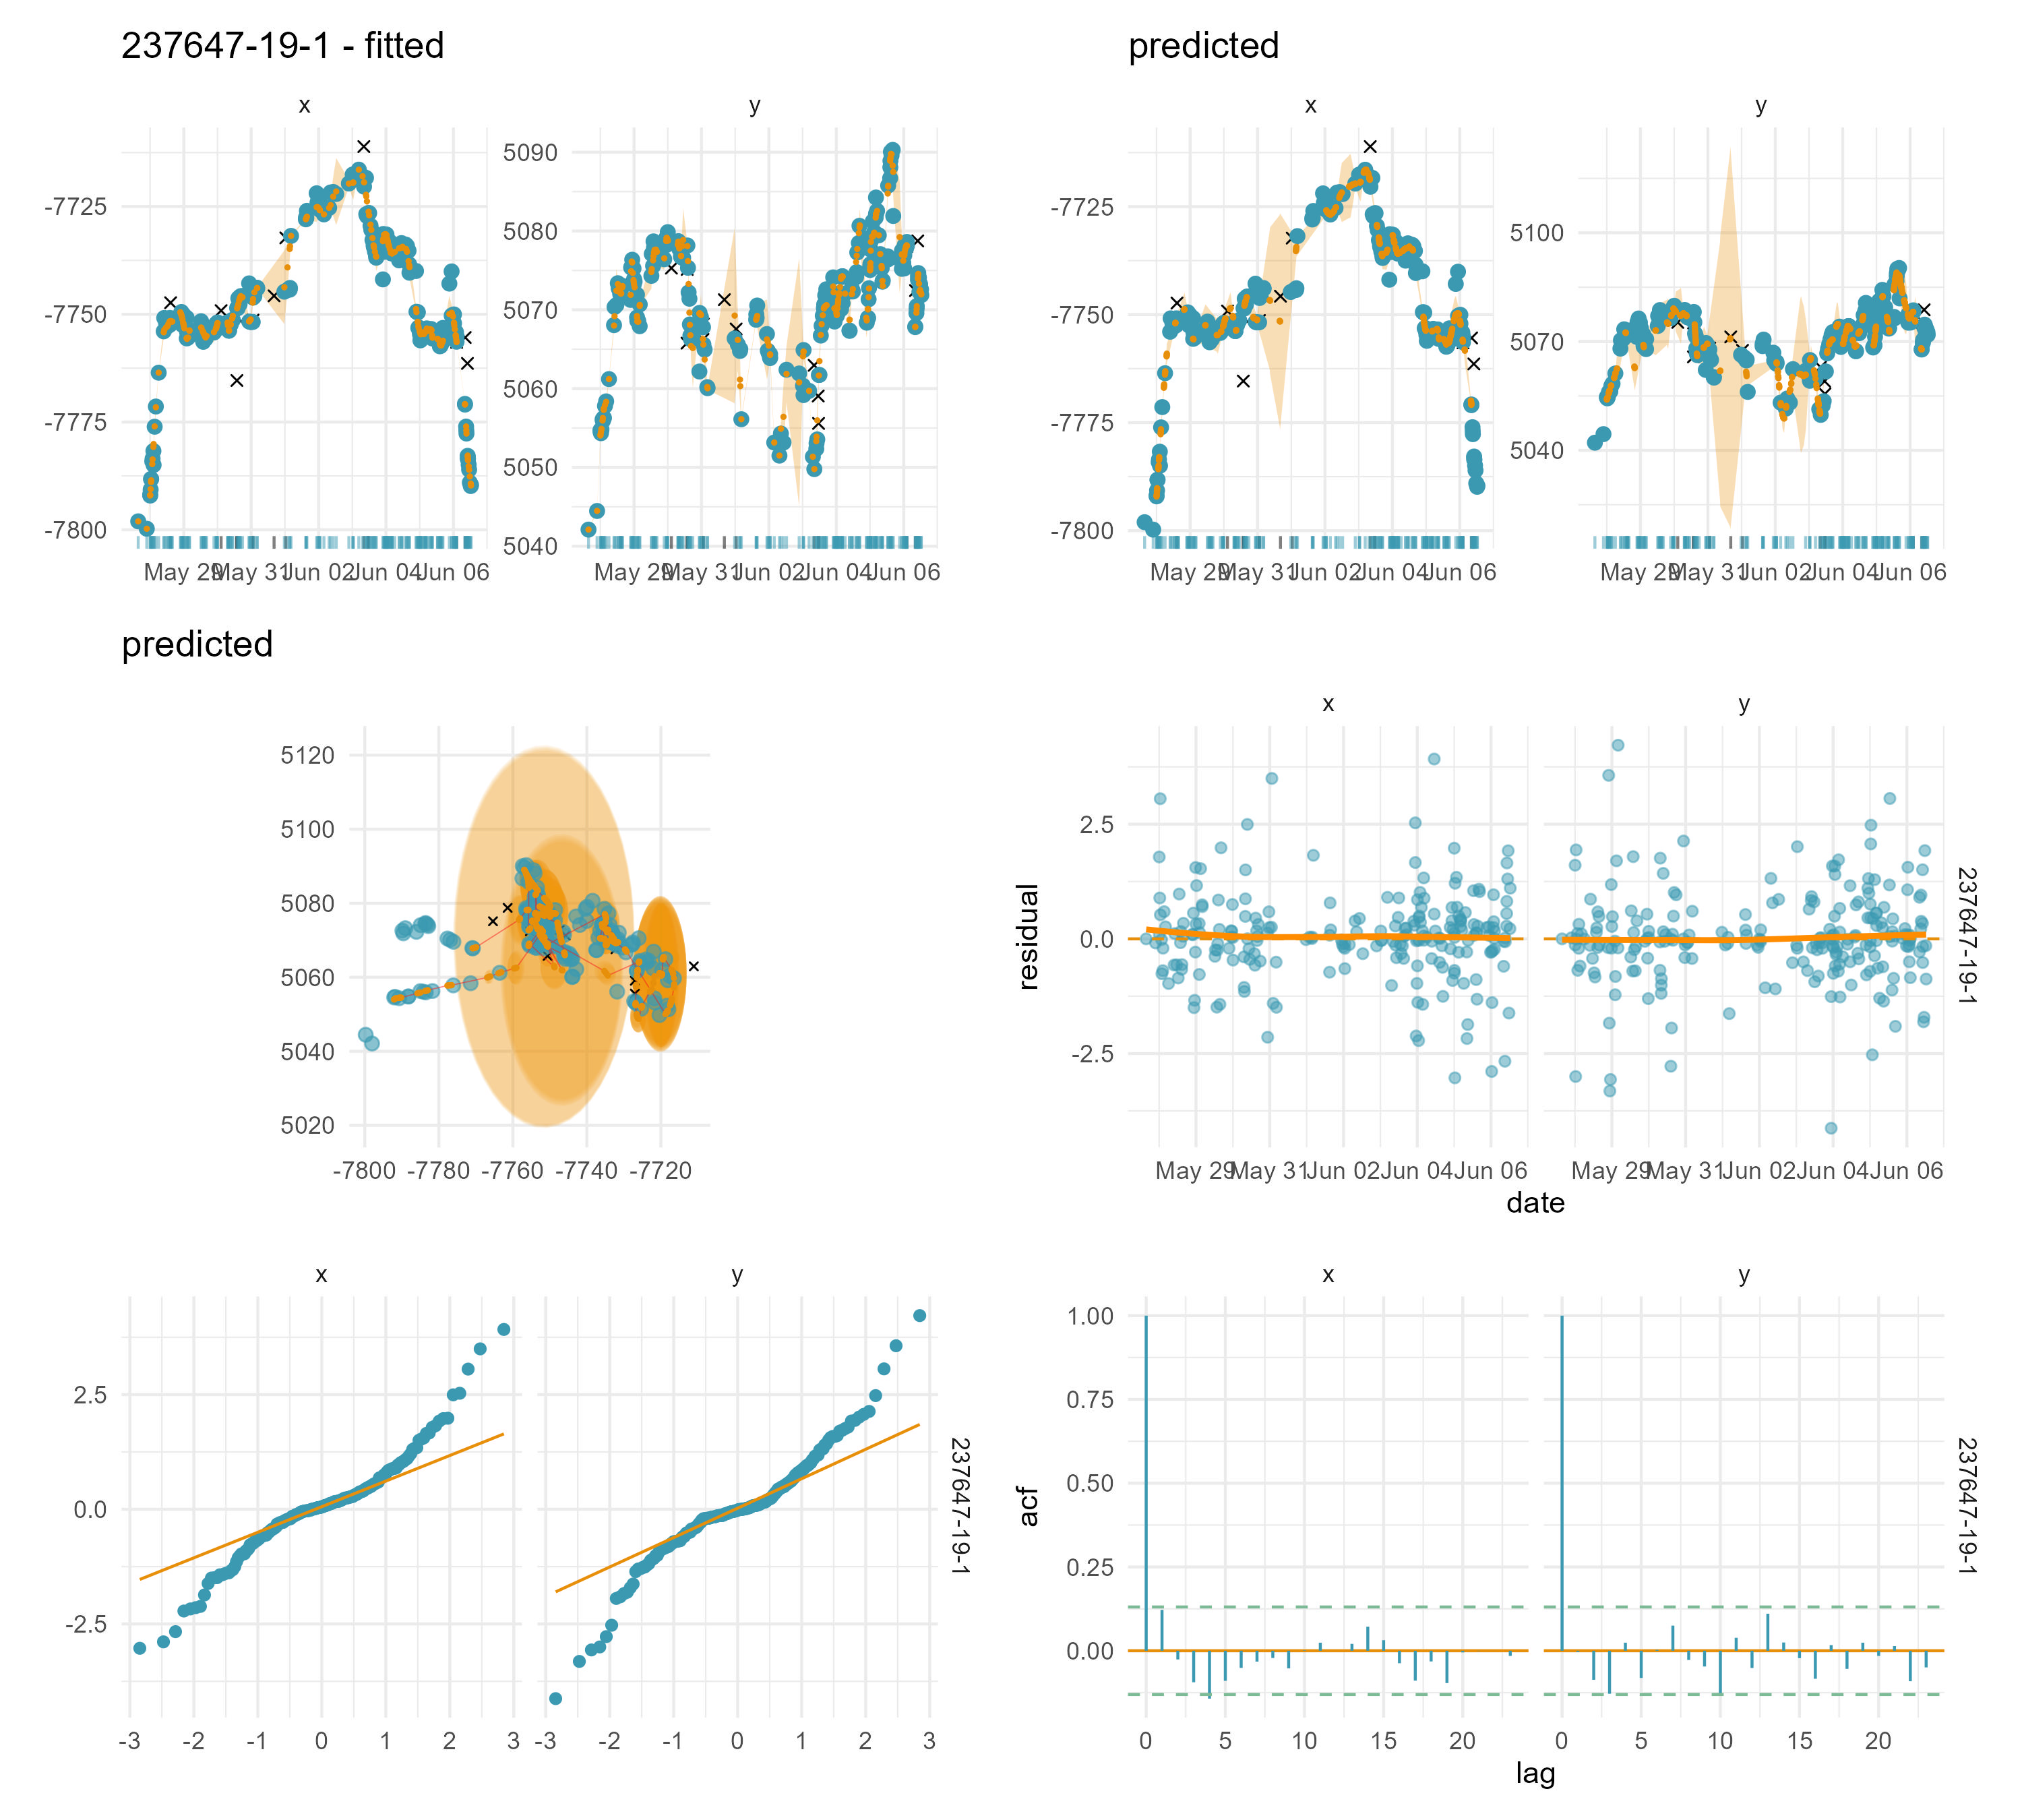 237647-19-1 - fitted
predicted
x
y
x
y
-7725
-7750
-7775
-7800
5090
5080
5070
5060
5050
5040
-7725
-7750
-7775
-7800
5100
5070
5040
May 29 May 31 Jun 02 Jun 04 Jun 06
May 29 May 31 Jun 02 Jun 04 Jun 06
May 29 May 31 Jun 02 Jun 04 Jun 06
May 29 May 31 Jun 02 Jun 04 Jun 06
predicted
5120
5100
5080
5060
5040
5020
-7800 -7780 -7760 -7740 -7720
x
y
residual
2.5
0.0
-2.5
237647-19-1
May 29 May 31 Jun 02 Jun 04 Jun 06
May 29 May 31 Jun 02 Jun 04 Jun 06
date
x
y
2.5
0.0
-2.5
237647-19-1
-3 -2 -1 0 1 2 3
-3 -2 -1 0 1 2 3
x
y
acf
1.00
0.75
0.50
0.25
0.00
237647-19-1
0 5 10 15 20
0 5 10 15 20
lag